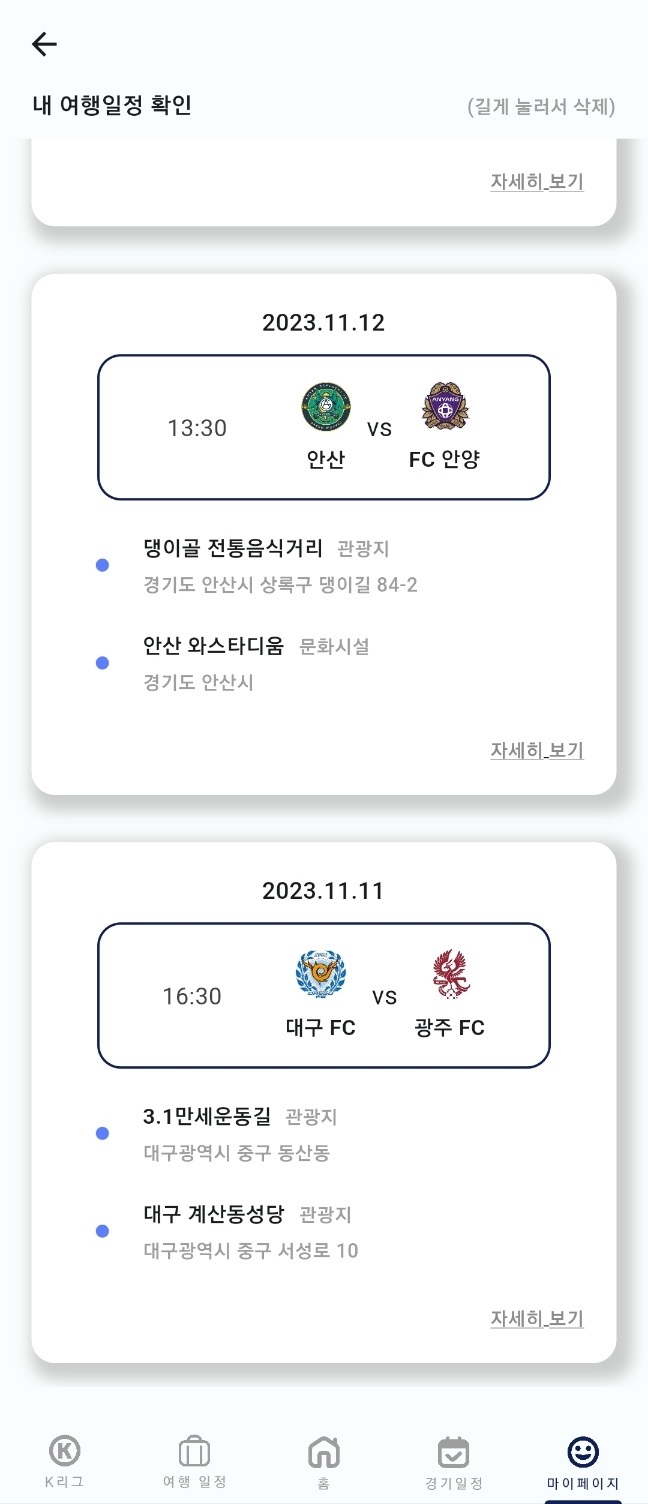 내 여행일정 확인 (길게 눌러서 삭제)
자세히 보기
2023.11.12
13:30 VS
안산 FC 안양
ANYANG
댕이골 전통음식거리 관광지
경기도 안산시 상록구 댕이길 84-2
안산 와스타디움 문화시설
경기도 안산시
자세히 보기
2023.11.11
16:30 VS
대구 FC 광주 FC
3.1만세운동길 관광지
대구광역시 중구 동산동
대구 계산동성당 관광지
대구광역시 중구 서성로 10
자세히 보기
K리그 여행 일정 홈 경기일정 마이페이지